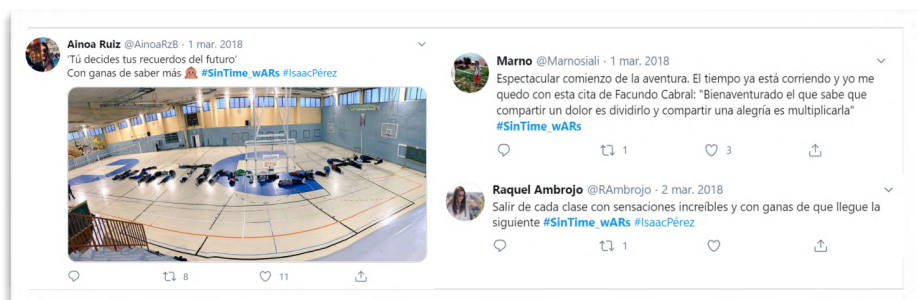 Ainoa Ruiz @AinoaRzB · 1 mar. 2018
'Tú decides tus recuerdos del futuro'
Con ganas de saber más 🙈 #SinTime_wARs #IsaacPérez
8
11
Marno @Marnosiali · 1 mar. 2018
Espectacular comienzo de la aventura. El tiempo ya está corriendo y yo me
quedo con esta cita de Facundo Cabral: "Bienaventurado el que sabe que
compartir un dolor es dividirlo y compartir una alegría es multiplicarla"
#SinTime_wARs
1
3
Raquel Ambrojo @RAmbrojo · 2 mar. 2018
Salir de cada clase con sensaciones increíbles y con ganas de que llegue la
siguiente #SinTime_wARs #IsaacPérez
1